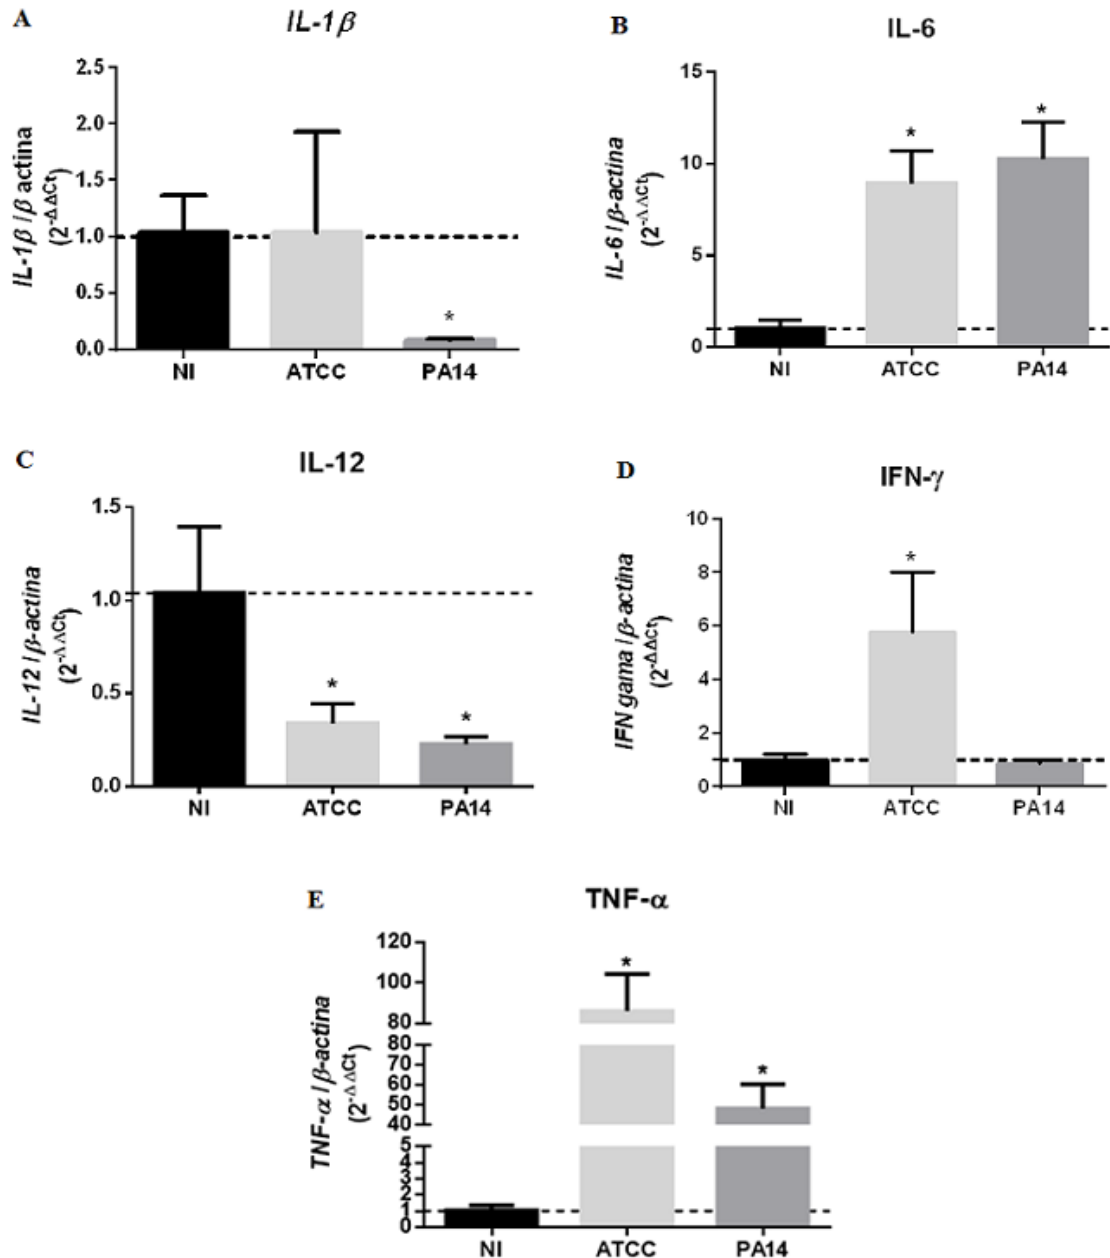 A
IL-1β
IL-1β / β actina
(2-ΔΔCt)
2.5
2.0
1.5
1.0
0.5
0.0
*
NI ATCC PA14
B
IL-6
IL-6 / β-actina
(2-ΔΔCt)
15
10
5
0
* *
NI ATCC PA14
C
IL-12
IL-12 / β-actina
(2-ΔΔCt)
1.5
1.0
0.5
0.0
* *
NI ATCC PA14
D
IFN-γ
IFN gama / β-actina
(2-ΔΔCt)
10
8
6
4
2
0
*
NI ATCC PA14
E
TNF-α
TNF-α / β-actina
(2-ΔΔCt)
120
100
80
80
70
60
50
40
5
4
3
2
1
0
* *
NI ATCC PA14